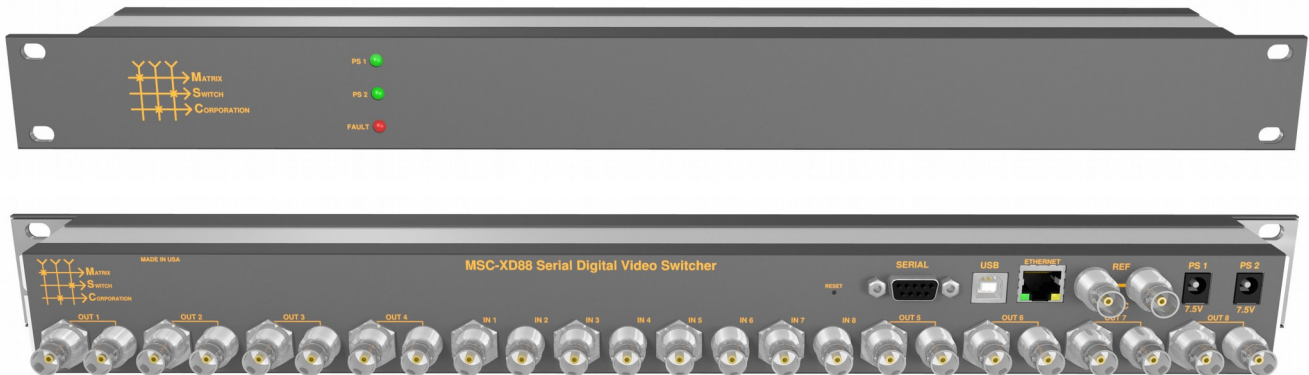 PS 1
MATRIX
SWITCH
PS 2
CORPORATION
FAULT
MADE IN USA
MSC-XD88 Serial Digital Video Switcher
MATRIX
SWITCH
CORPORATION
RESET
SERIAL
USB
ETHERNET
REF
PS 1
PS 2
7.5V
7.5V
OUT 1
OUT 2
OUT 3
OUT 4
IN 1
IN 2
IN 3
IN 4
IN 5
IN 6
IN 7
IN 8
OUT 5
OUT 6
OUT 7
OUT 8